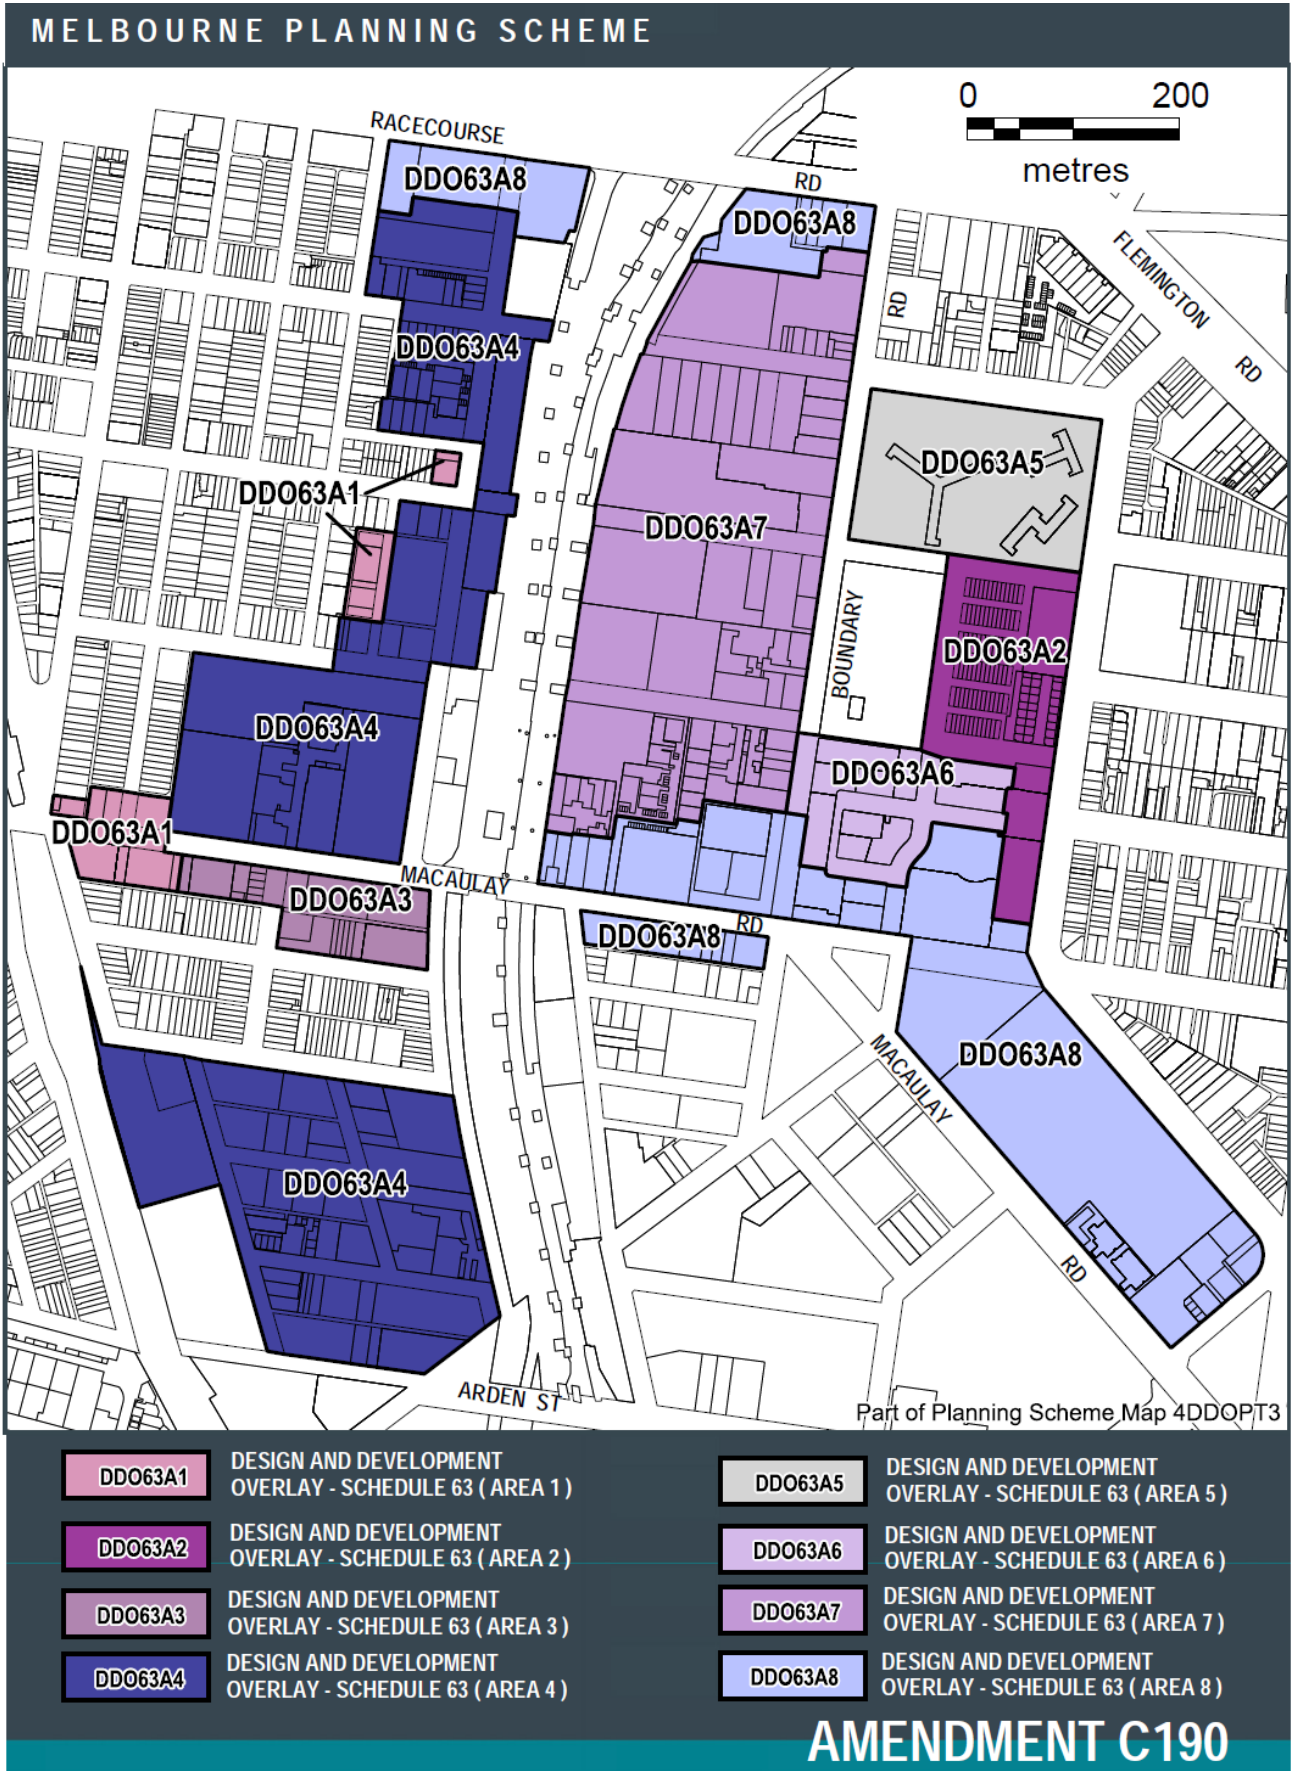 MELBOURNE PLANNING SCHEME
0 200
metres
RACECOURSE
RD
DDO63A8
DDO63A8
FLEMINGTON
RD
RD
DDO63A4
DDO63A5
DDO63A1
DDO63A7
BOUNDARY
DDO63A2
DDO63A4
DDO63A6
DDO63A1
MACAULAY
DDO63A3
RD
DDO63A8
MACAULAY
DDO63A8
DDO63A4
RD
ARDEN ST
Part of Planning Scheme Map 4DDOPT3
DDO63A1
DESIGN AND DEVELOPMENT
OVERLAY - SCHEDULE 63 ( AREA 1 )
DDO63A2
DESIGN AND DEVELOPMENT
OVERLAY - SCHEDULE 63 ( AREA 2 )
DDO63A3
DESIGN AND DEVELOPMENT
OVERLAY - SCHEDULE 63 ( AREA 3 )
DDO63A4
DESIGN AND DEVELOPMENT
OVERLAY - SCHEDULE 63 ( AREA 4 )
DDO63A5
DESIGN AND DEVELOPMENT
OVERLAY - SCHEDULE 63 ( AREA 5 )
DDO63A6
DESIGN AND DEVELOPMENT
OVERLAY - SCHEDULE 63 ( AREA 6 )
DDO63A7
DESIGN AND DEVELOPMENT
OVERLAY - SCHEDULE 63 ( AREA 7 )
DDO63A8
DESIGN AND DEVELOPMENT
OVERLAY - SCHEDULE 63 ( AREA 8 )
AMENDMENT C190